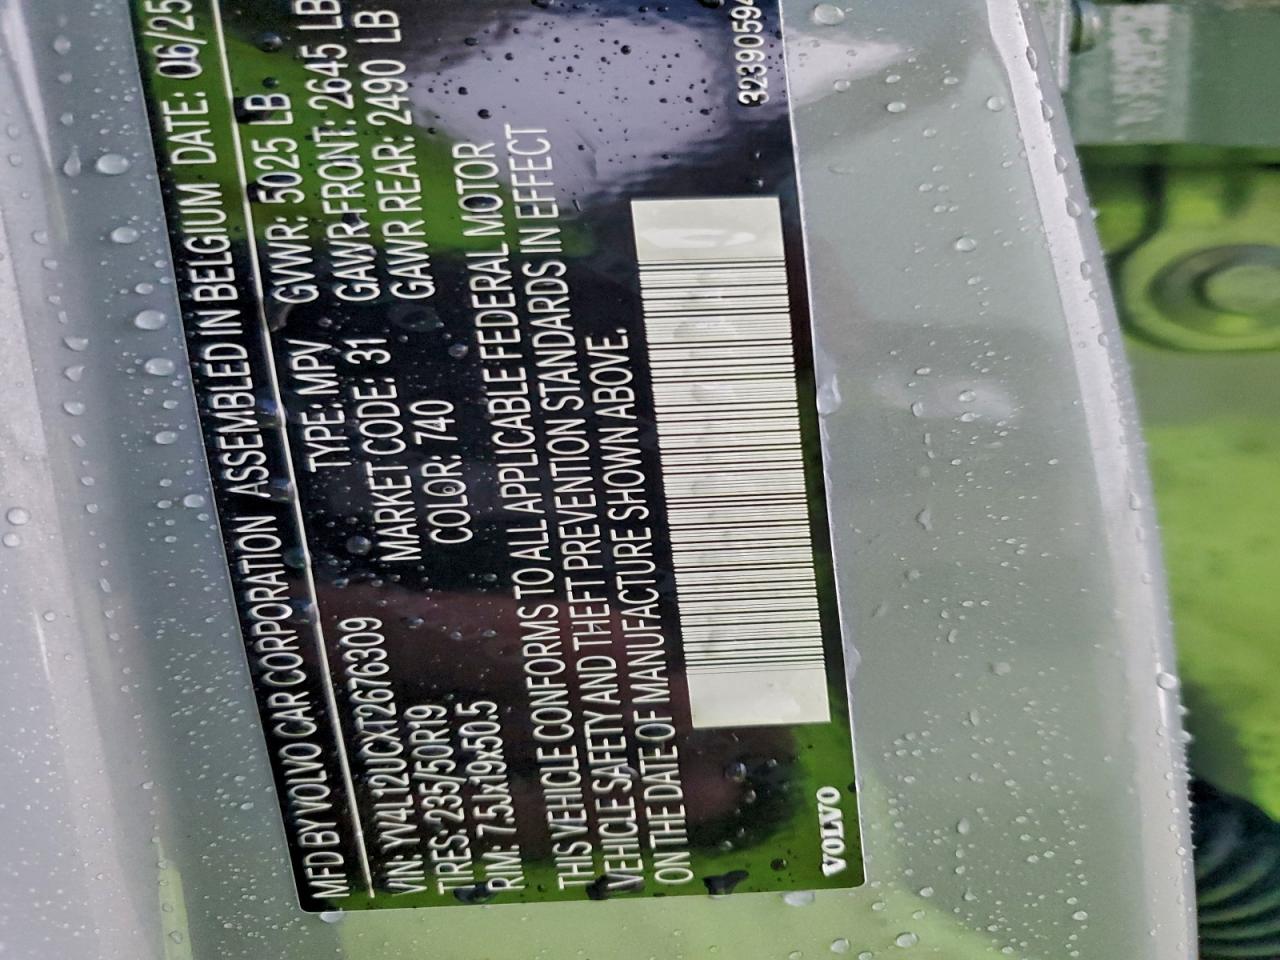 MFD BY VOLVO CAR CORPORATION ASSEMBLED IN BELGIUM DATE: 06/25
VIN: YV4L12UCXT2676309 TYPE: MPV GVWR: 5025 LB
TIRES: 235/50R19 MARKET CODE: 31 GAWR FRONT: 2645 LB
RIM: 7.5Jx19x50.5 COLOR: 740 GAWR REAR: 2490 LB
THIS VEHICLE CONFORMS TO ALL APPLICABLE FEDERAL MOTOR
VEHICLE SAFETY AND THEFT PREVENTION STANDARDS IN EFFECT
ON THE DATE OF MANUFACTURE SHOWN ABOVE.
VOLVO 32390594